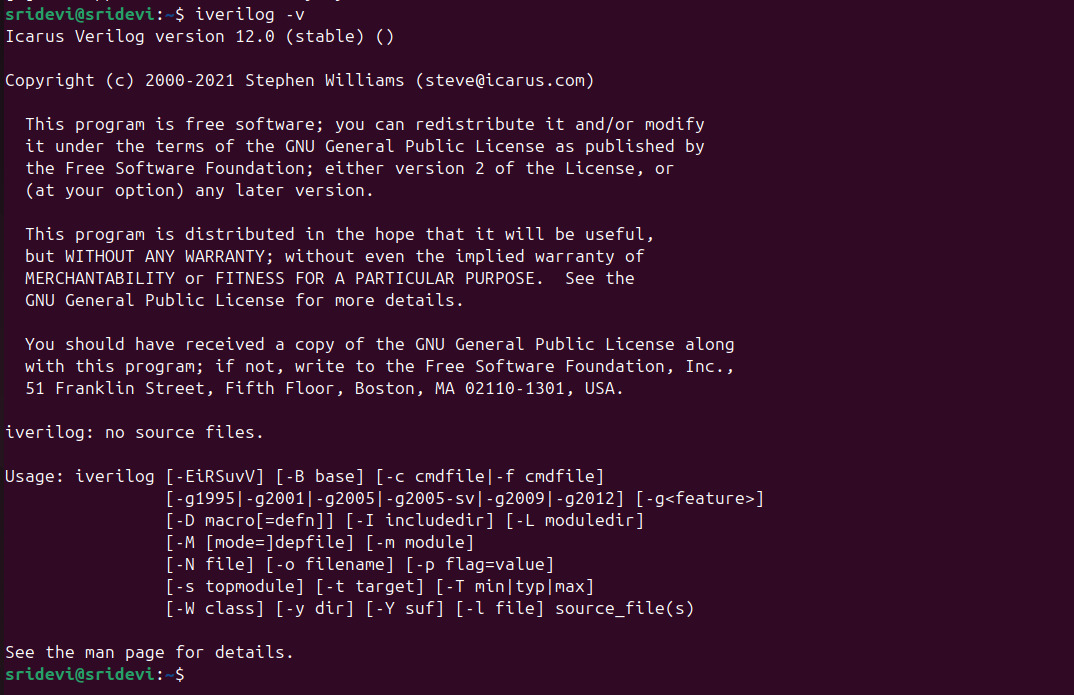 sridevi@sridevi:~$ iverilog -v
Icarus Verilog version 12.0 (stable) ()
Copyright (c) 2000-2021 Stephen Williams (steve@icarus.com)
This program is free software; you can redistribute it and/or modify
it under the terms of the GNU General Public License as published by
the Free Software Foundation; either version 2 of the License, or
(at your option) any later version.
This program is distributed in the hope that it will be useful,
but WITHOUT ANY WARRANTY; without even the implied warranty of
MERCHANTABILITY or FITNESS FOR A PARTICULAR PURPOSE.  See the
GNU General Public License for more details.
You should have received a copy of the GNU General Public License along
with this program; if not, write to the Free Software Foundation, Inc.,
51 Franklin Street, Fifth Floor, Boston, MA 02110-1301, USA.
iverilog: no source files.
Usage: iverilog [-EiRSuvV] [-B base] [-c cmdfile|-f cmdfile]
[-g1995|-g2001|-g2005|-g2005-sv|-g2009|-g2012] [-g<feature>]
[-D macro[=defn]] [-I includedir] [-L moduledir]
[-M [mode=]depfile] [-m module]
[-N file] [-o filename] [-p flag=value]
[-s topmodule] [-t target] [-T min|typ|max]
[-W class] [-y dir] [-Y suf] [-l file] source_file(s)
See the man page for details.
sridevi@sridevi:~$